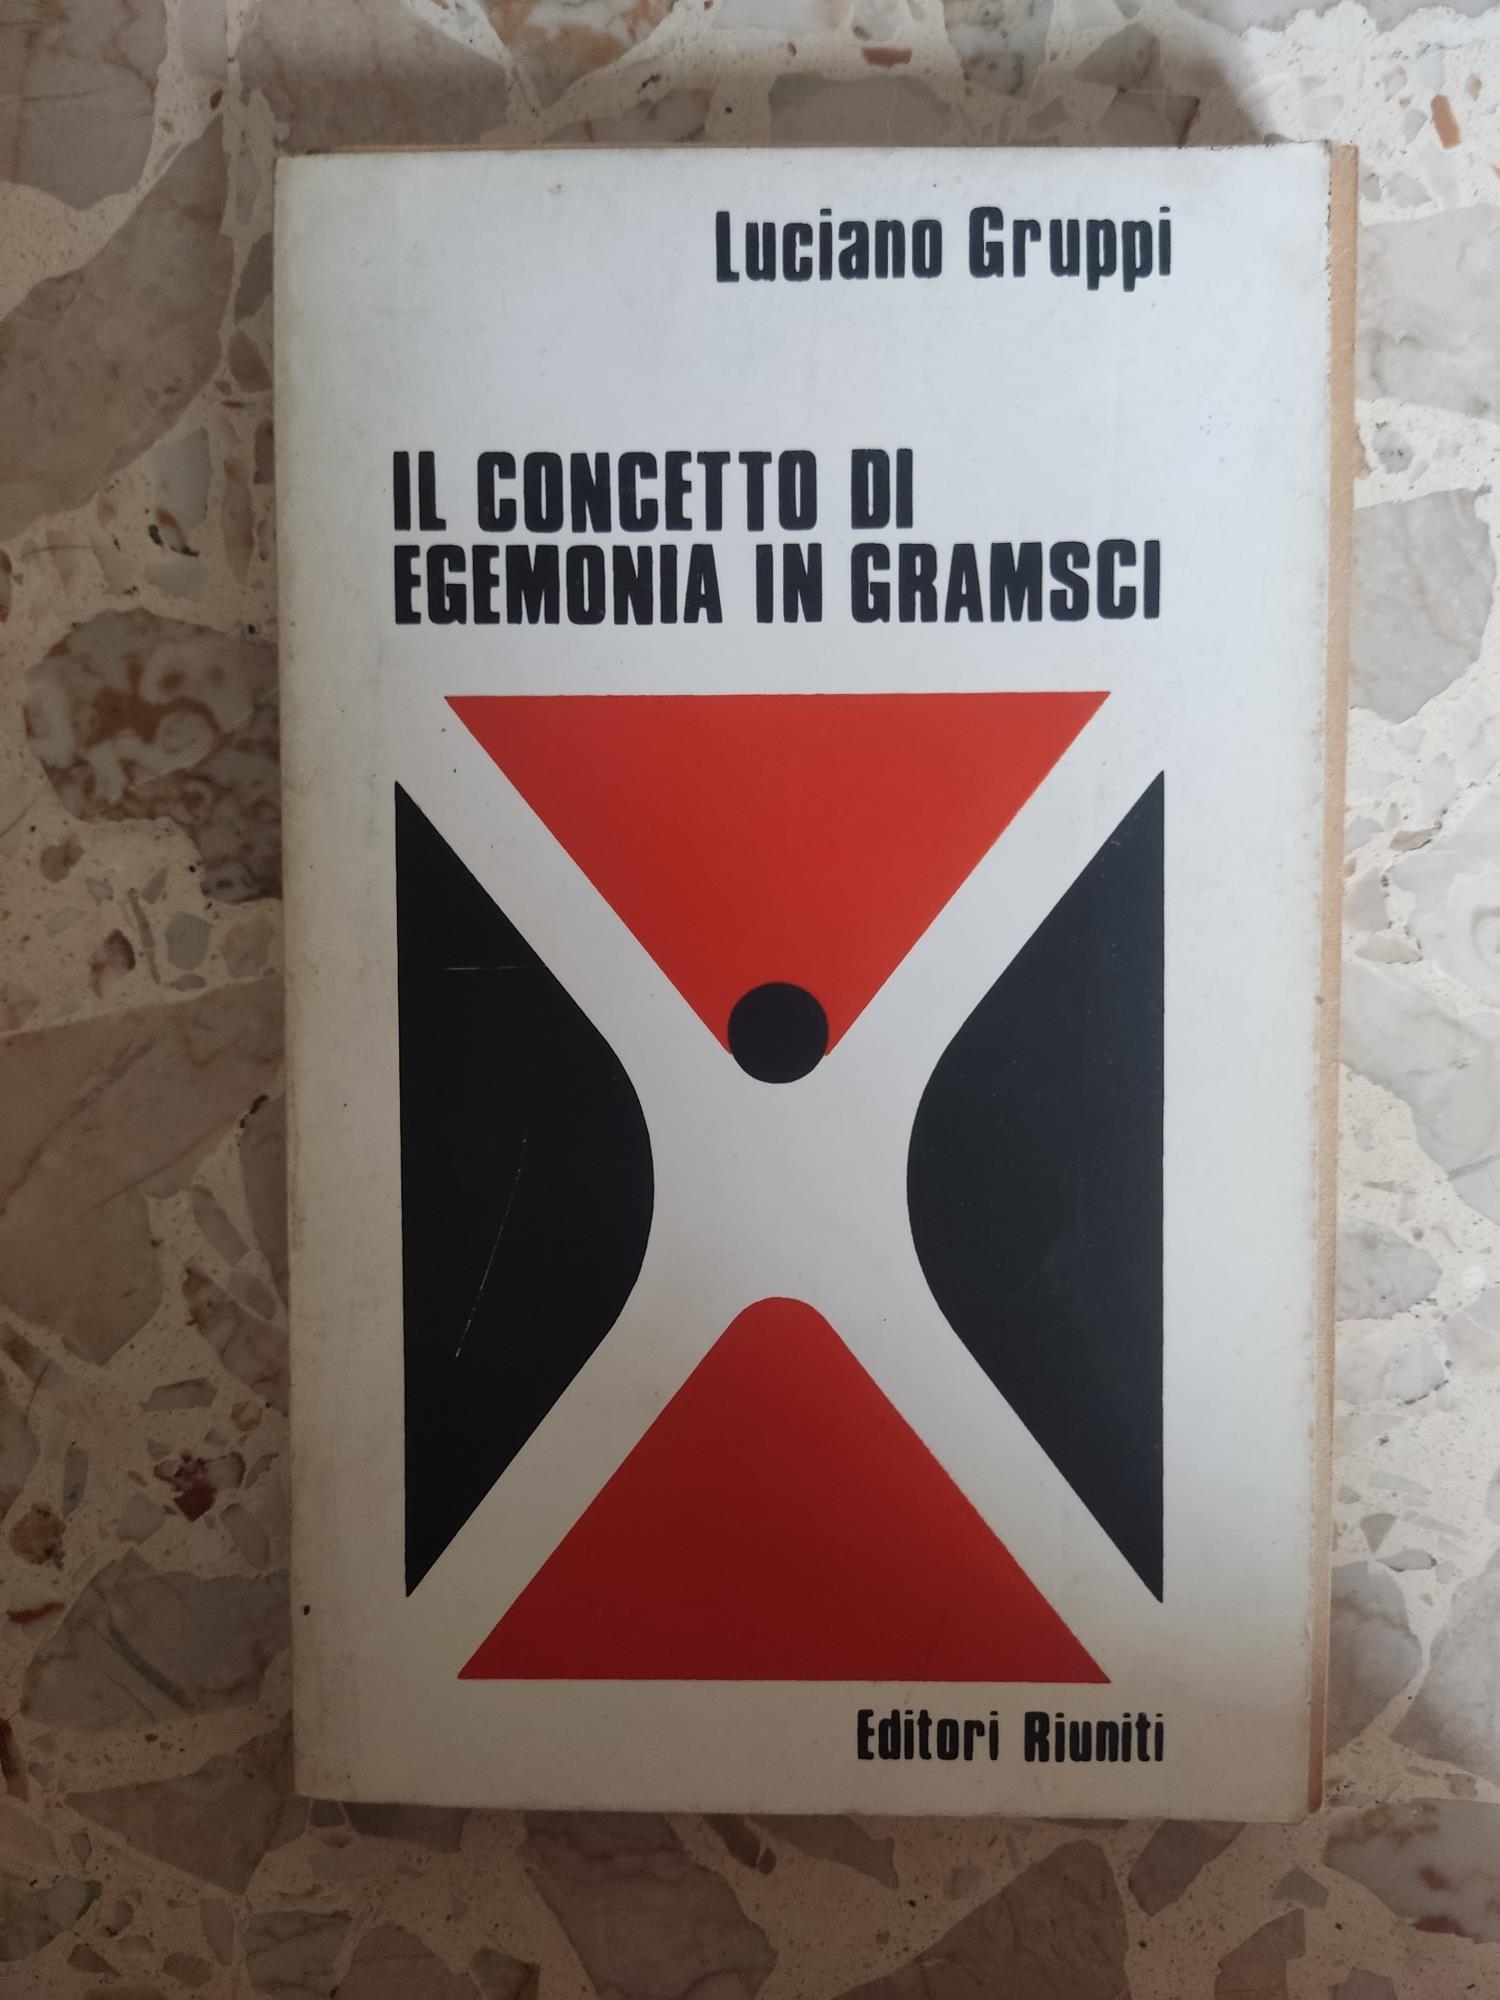 Luciano Gruppi
IL CONCETTO DI
EGEMONIA IN GRAMSCI
Editori Riuniti